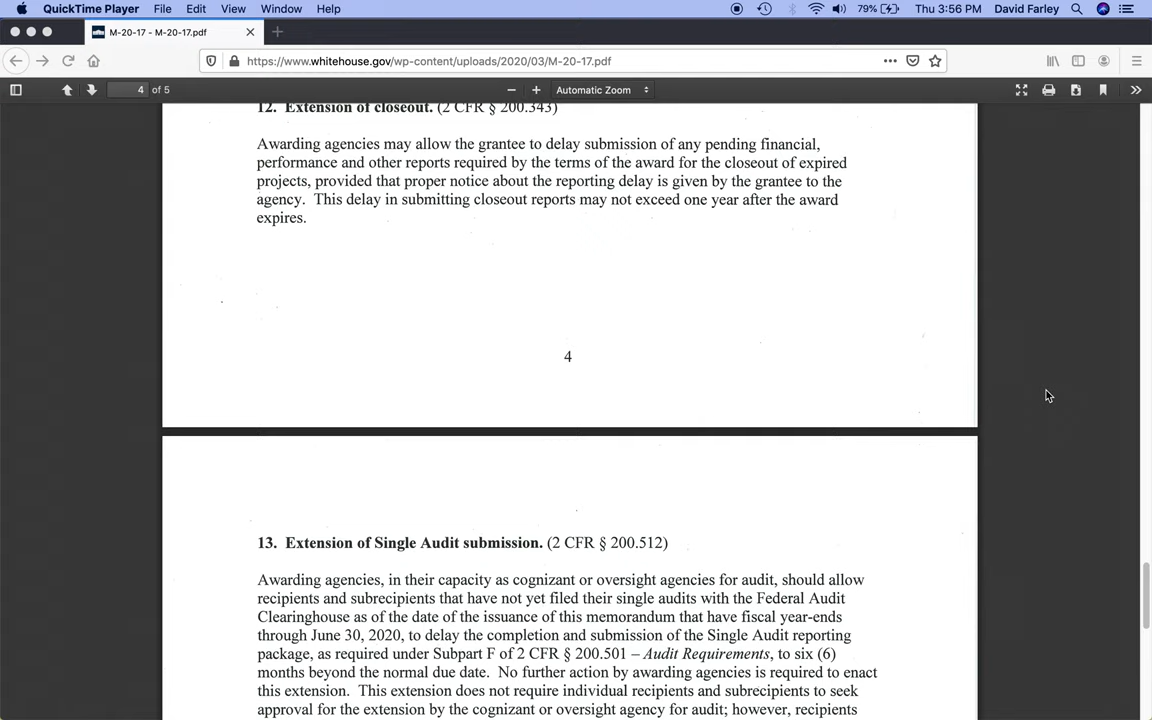 QuickTime Player File Edit View Window Help 79% Thu 3:56 PM David Farley
M-20-17 - M-20-17.pdf
https://www.whitehouse.gov/wp-content/uploads/2020/03/M-20-17.pdf
4 of 5 Automatic Zoom
12. Extension of closeout. (2 CFR § 200.343)
Awarding agencies may allow the grantee to delay submission of any pending financial,
performance and other reports required by the terms of the award for the closeout of expired
projects, provided that proper notice about the reporting delay is given by the grantee to the
agency. This delay in submitting closeout reports may not exceed one year after the award
expires.
4
13. Extension of Single Audit submission. (2 CFR § 200.512)
Awarding agencies, in their capacity as cognizant or oversight agencies for audit, should allow
recipients and subrecipients that have not yet filed their single audits with the Federal Audit
Clearinghouse as of the date of the issuance of this memorandum that have fiscal year-ends
through June 30, 2020, to delay the completion and submission of the Single Audit reporting
package, as required under Subpart F of 2 CFR § 200.501 – Audit Requirements, to six (6)
months beyond the normal due date. No further action by awarding agencies is required to enact
this extension. This extension does not require individual recipients and subrecipients to seek
approval for the extension by the cognizant or oversight agency for audit; however, recipients